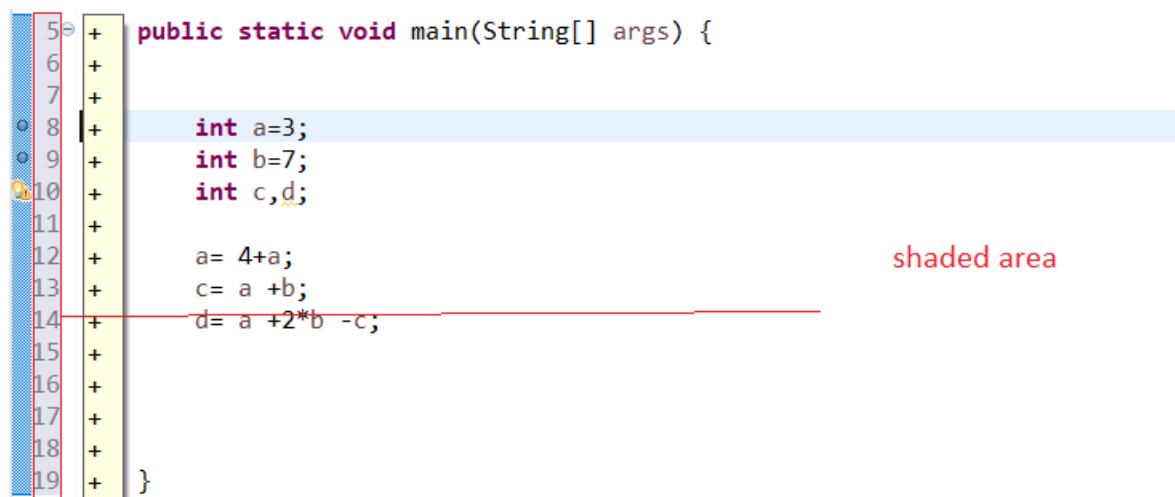 5 + public static void main(String[] args) {
6 +
7 +
8 + int a=3;
9 + int b=7;
10 + int c,d;
11 +
12 + a= 4+a; shaded area
13 + c= a +b;
14 + d= a +2*b -c;
15 +
16 +
17 +
18 +
19 + }